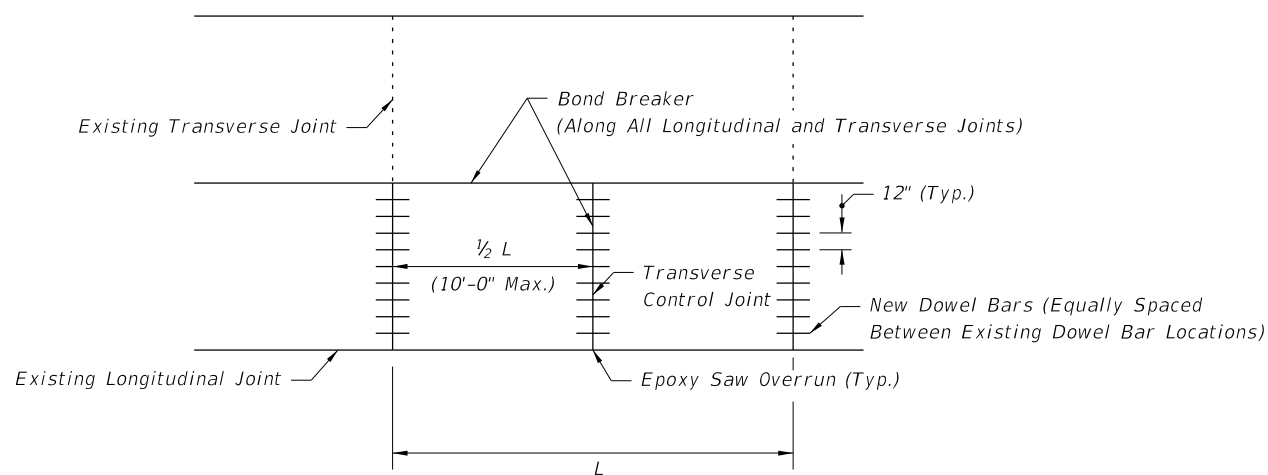 Bond Breaker
(Along All Longitudinal and Transverse Joints)
Existing Transverse Joint
12" (Typ.)
½ L
(10'-0" Max.)
Transverse
Control Joint
New Dowel Bars (Equally Spaced
Between Existing Dowel Bar Locations)
Existing Longitudinal Joint
Epoxy Saw Overrun (Typ.)
L